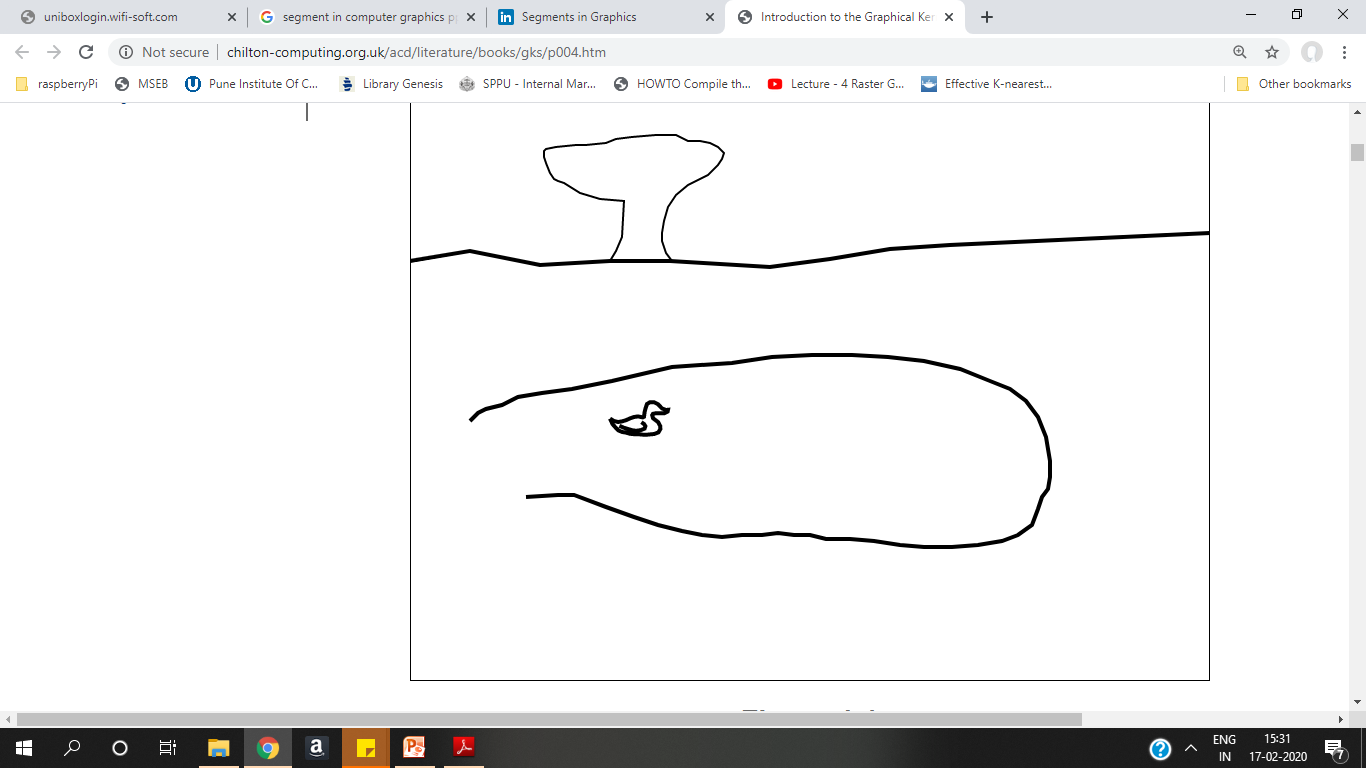 uniboxlogin.wifi-soft.com
segment in computer graphics p
Segments in Graphics
Introduction to the Graphical Ker
Not secure
chilton-computing.org.uk/acd/literature/books/gks/p004.htm
raspberryPi
MSEB
Pune Institute Of C...
Library Genesis
SPPU - Internal Mar...
HOWTO Compile th...
Lecture - 4 Raster G...
Effective K-nearest...
Other bookmarks
ENG
IN
15:31
17-02-2020
7